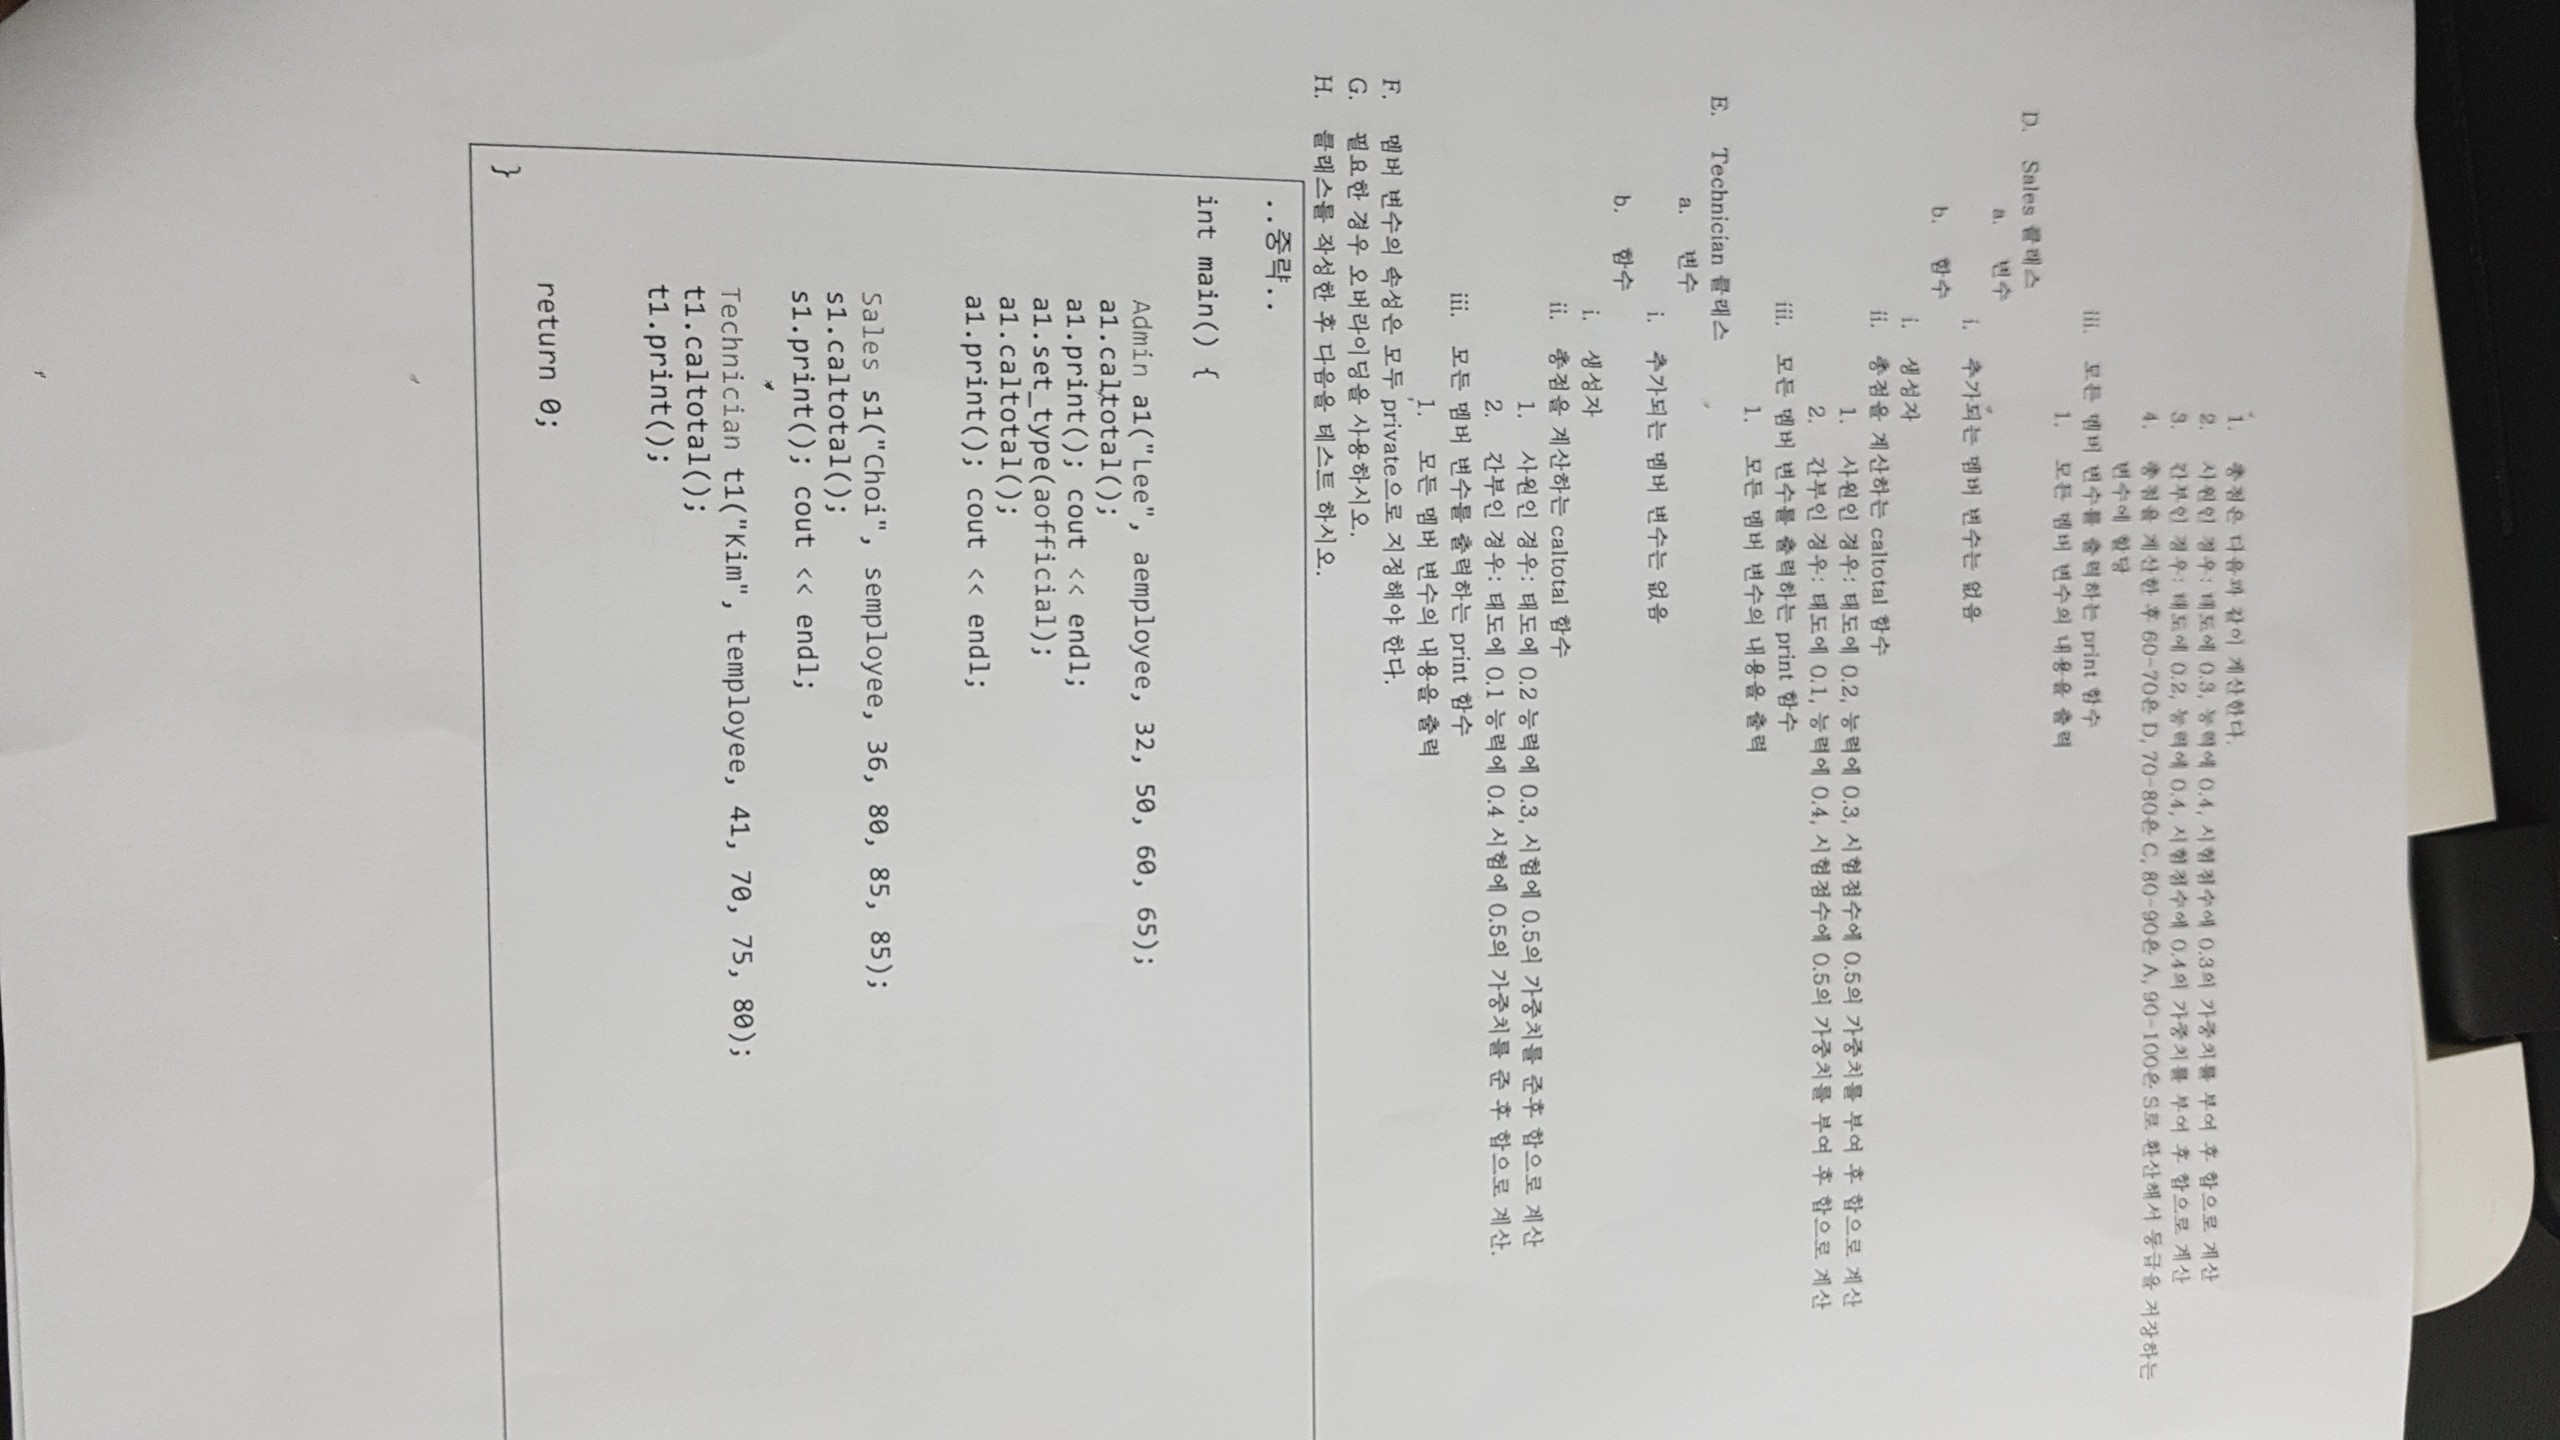 1. 총점은 다음과 같이 계산한다.
2. 사원인 경우: 태도에 0.3, 능력에 0.4, 시험점수에 0.3의 가중치를 부여 후 합으로 계산
3. 간부인 경우: 태도에 0.2, 능력에 0.4, 시험점수에 0.4의 가중치를 부여 후 합으로 계산
4. 총점을 계산한 후 60-70은 D, 70-80은 C, 80-90은 A, 90-100은 S로 환산해서 등급을 저장하는
변수에 할당
iii. 모든 멤버 변수를 출력하는 print 함수
1. 모든 멤버 변수의 내용을 출력
D. Sales 클래스
a. 변수
i. 추가되는 멤버 변수는 없음
b. 함수
i. 생성자
ii. 총점을 계산하는 caltotal 함수
1. 사원인 경우: 태도에 0.2, 능력에 0.3, 시험점수에 0.5의 가중치를 부여 후 합으로 계산
2. 간부인 경우: 태도에 0.1, 능력에 0.4, 시험점수에 0.5의 가중치를 부여 후 합으로 계산
iii. 모든 멤버 변수를 출력하는 print 함수
1. 모든 멤버 변수의 내용을 출력
E. Technician 클래스
a. 변수
i. 추가되는 멤버 변수는 없음
b. 함수
i. 생성자
ii. 총점을 계산하는 caltotal 함수
1. 사원인 경우: 태도에 0.2 능력에 0.3, 시험에 0.5의 가중치를 준후 합으로 계산
2. 간부인 경우: 태도에 0.1 능력에 0.4 시험에 0.5의 가중치를 준 후 합으로 계산.
iii. 모든 멤버 변수를 출력하는 print 함수
1. 모든 멤버 변수의 내용을 출력
F. 멤버 변수의 속성은 모두 private으로 지정해야 한다.
G. 필요한 경우 오버라이딩을 사용하시오.
H. 클래스를 작성한 후 다음을 테스트 하시오.
..중략..
int main() {
Admin a1("Lee", aemployee, 32, 50, 60, 65);
a1.caltotal();
a1.print(); cout << endl;
a1.set_type(aofficial);
a1.caltotal();
a1.print(); cout << endl;
Sales s1("Choi", semployee, 36, 80, 85, 85);
s1.caltotal();
s1.print(); cout << endl;
Technician t1("Kim", temployee, 41, 70, 75, 80);
t1.caltotal();
t1.print();
return 0;
}